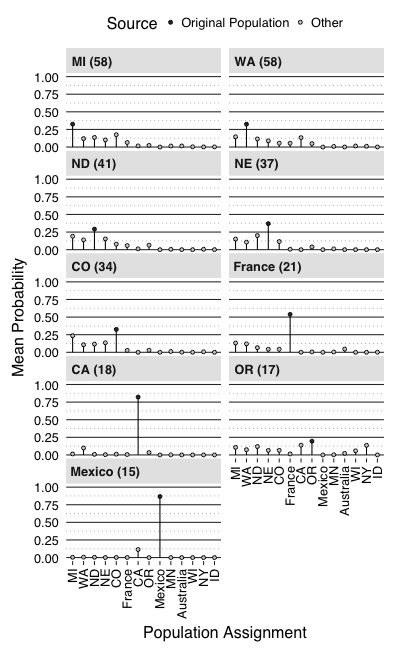 Source Original Population Other
MI (58) WA (58)
1.00
0.75
0.50
0.25
0.00
ND (41) NE (37)
1.00
0.75
0.50
0.25
0.00
CO (34) France (21)
1.00
0.75
0.50
0.25
0.00
CA (18) OR (17)
1.00
0.75
0.50
0.25
0.00
Mexico (15)
1.00
0.75
0.50
0.25
0.00
Mean Probability
MI WA ND NE CO France CA OR Mexico MN Australia WI NY ID
MI WA ND NE CO France CA OR Mexico MN Australia WI NY ID
Population Assignment